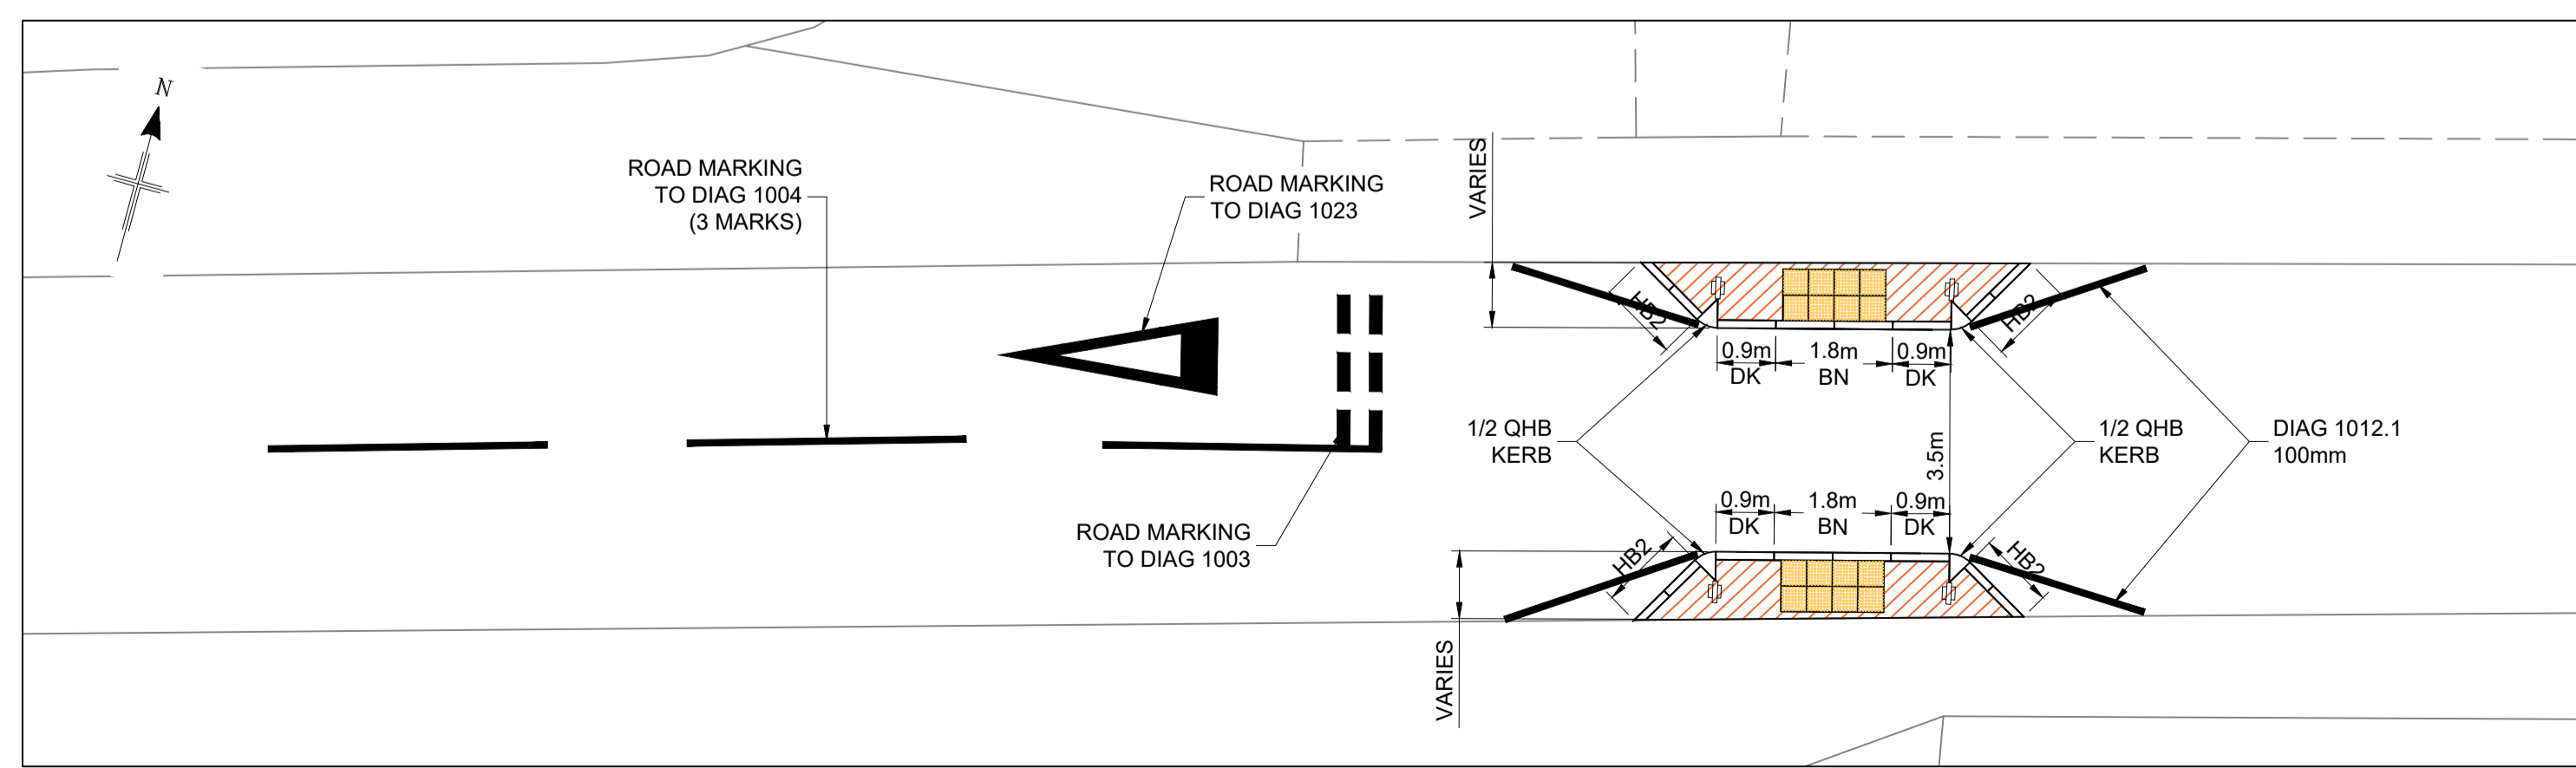 N
ROAD MARKING
TO DIAG 1004
(3 MARKS)
ROAD MARKING
TO DIAG 1023
VARIES
HB2
HB2
0.9m
DK
1.8m
BN
0.9m
DK
1/2 QHB
KERB
3.5m
1/2 QHB
KERB
DIAG 1012.1
100mm
ROAD MARKING
TO DIAG 1003
0.9m
DK
1.8m
BN
0.9m
DK
HB2
HB2
VARIES